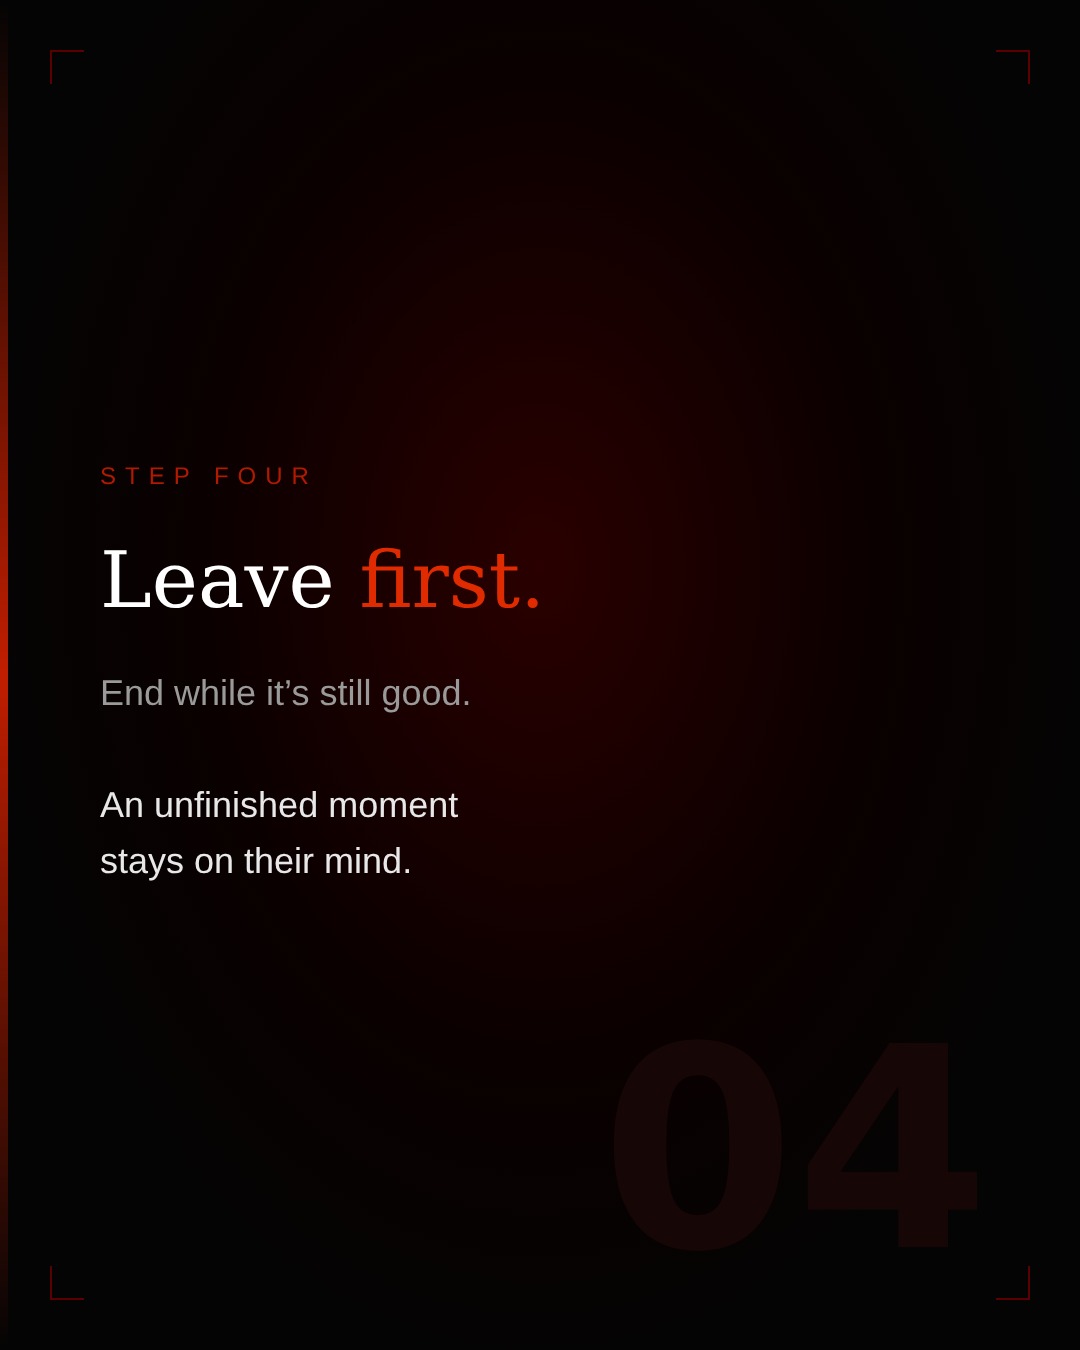 STEP FOUR
Leave first.
End while it’s still good.
An unfinished moment
stays on their mind.
04